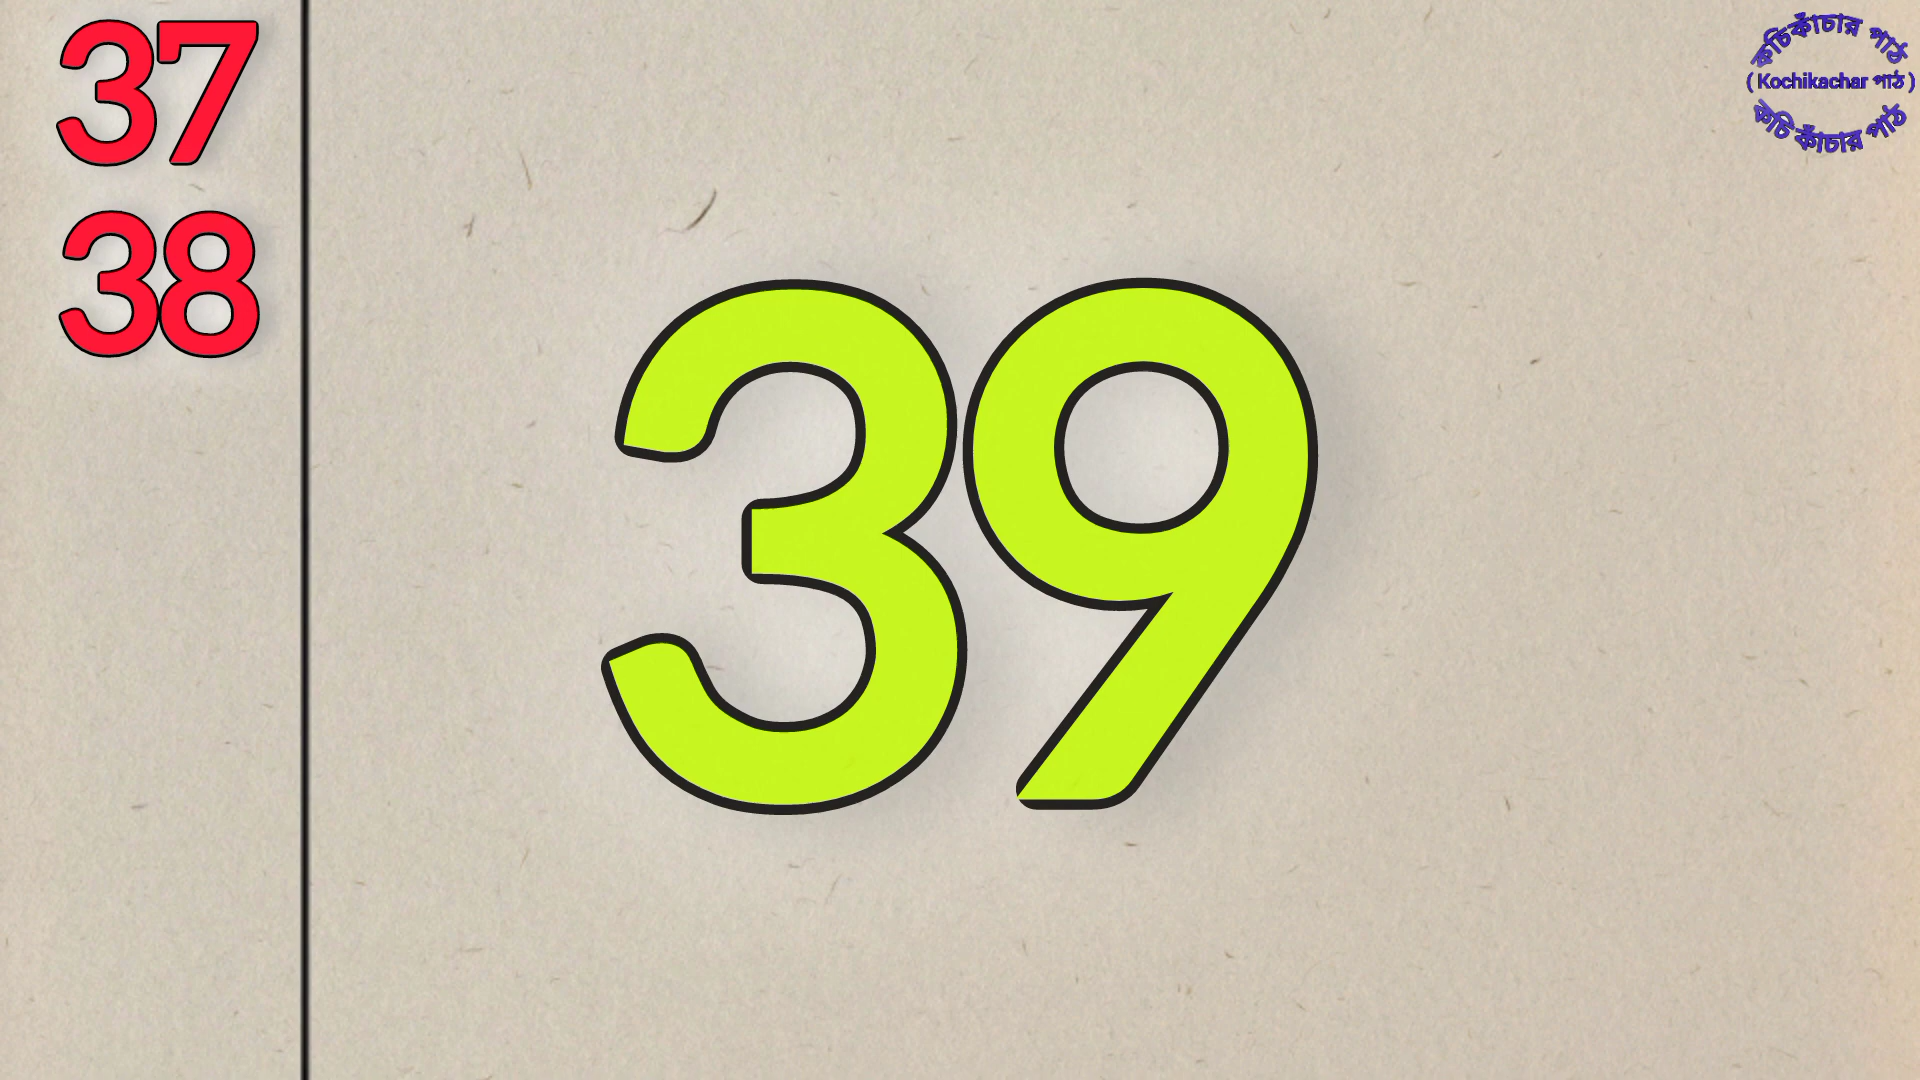 37
38
39
কচিকাঁচার পাঠ
( Kochikachar পাঠ )
কচি কাঁচার পাঠ